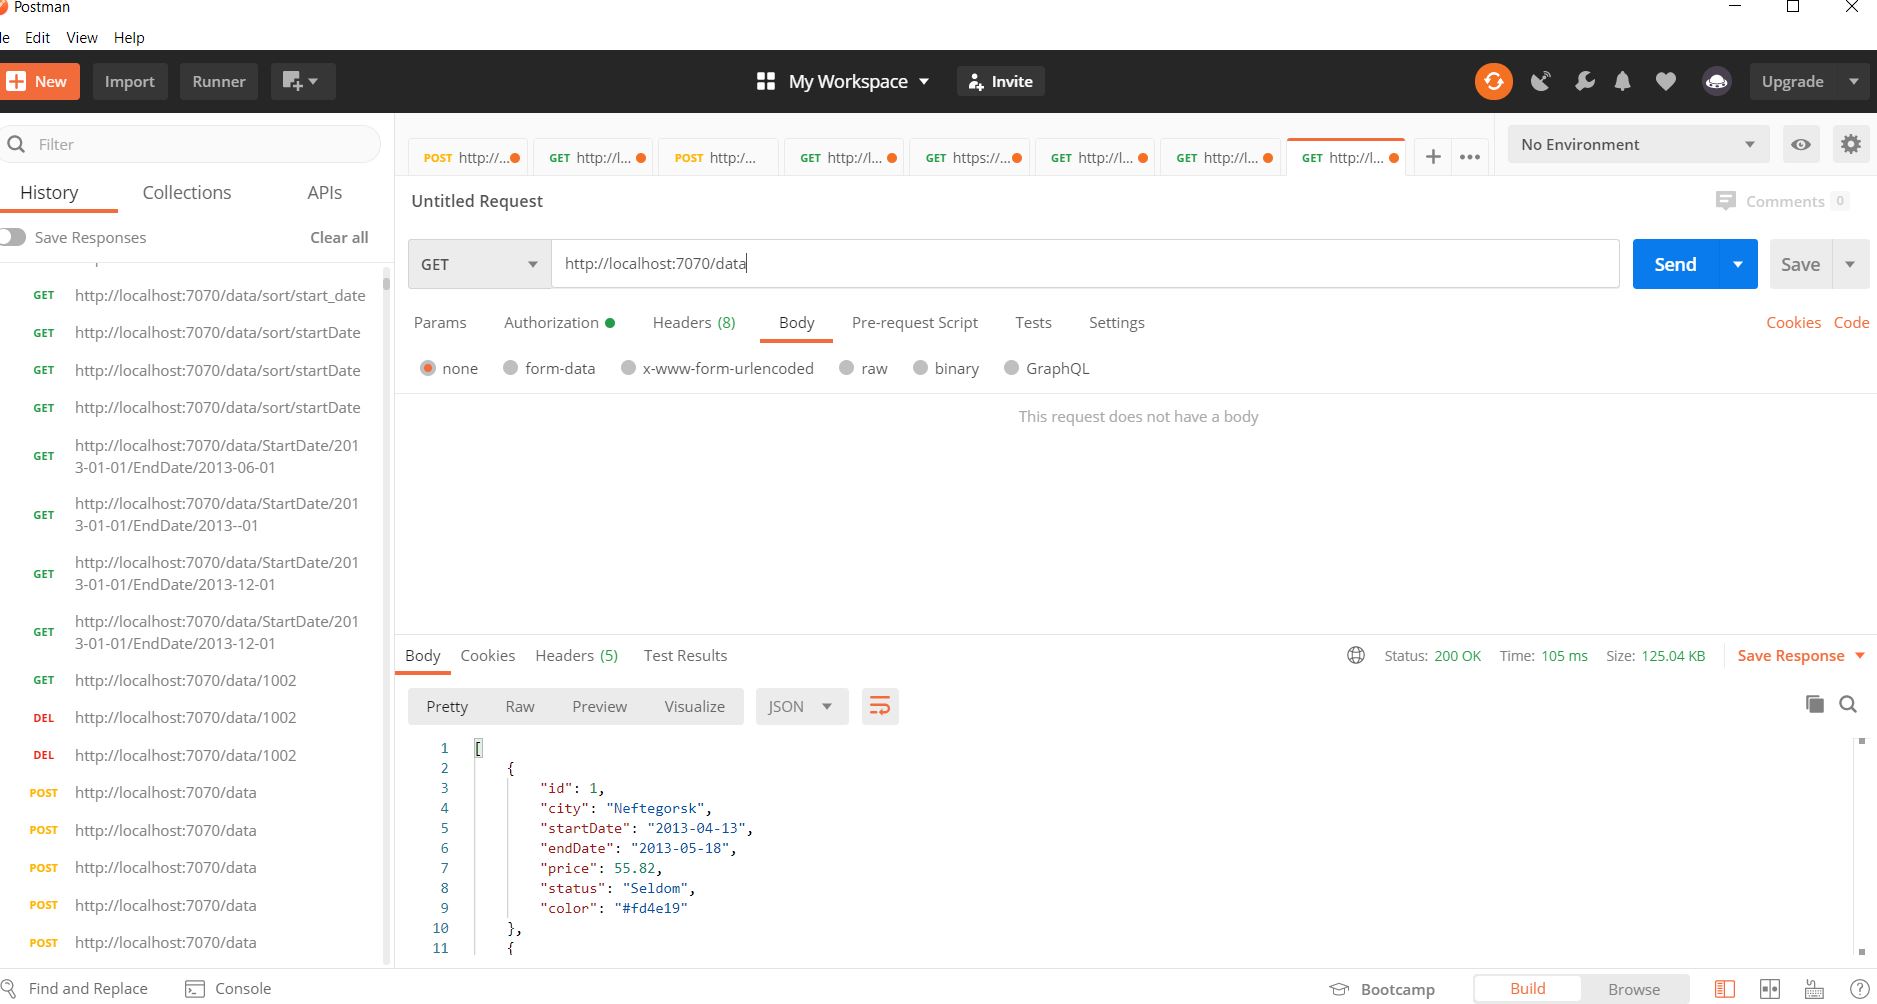 Postman
le Edit View Help
New Import Runner My Workspace Invite Upgrade
Filter
History Collections APIs
Save Responses Clear all
GET http://localhost:7070/data/sort/start_date
GET http://localhost:7070/data/sort/startDate
GET http://localhost:7070/data/sort/startDate
GET http://localhost:7070/data/sort/startDate
GET http://localhost:7070/data/StartDate/201
3-01-01/EndDate/2013-06-01
GET http://localhost:7070/data/StartDate/201
3-01-01/EndDate/2013--01
GET http://localhost:7070/data/StartDate/201
3-01-01/EndDate/2013-12-01
GET http://localhost:7070/data/StartDate/201
3-01-01/EndDate/2013-12-01
GET http://localhost:7070/data/1002
DEL http://localhost:7070/data/1002
DEL http://localhost:7070/data/1002
POST http://localhost:7070/data
POST http://localhost:7070/data
POST http://localhost:7070/data
POST http://localhost:7070/data
POST http://localhost:7070/data
POST http://... GET http://l... POST http:/... GET http://l... GET https://... GET http://l... GET http://l... GET http://l... + ••• No Environment
Untitled Request Comments 0
GET http://localhost:7070/data Send Save
Params Authorization Headers (8) Body Pre-request Script Tests Settings Cookies Code
none form-data x-www-form-urlencoded raw binary GraphQL
This request does not have a body
Body Cookies Headers (5) Test Results Status: 200 OK Time: 105 ms Size: 125.04 KB Save Response
Pretty Raw Preview Visualize JSON
1 [
2 {
3 "id": 1,
4 "city": "Neftegorsk",
5 "startDate": "2013-04-13",
6 "endDate": "2013-05-18",
7 "price": 55.82,
8 "status": "Seldom",
9 "color": "#fd4e19"
10 },
11 {
Find and Replace Console Bootcamp Build Browse